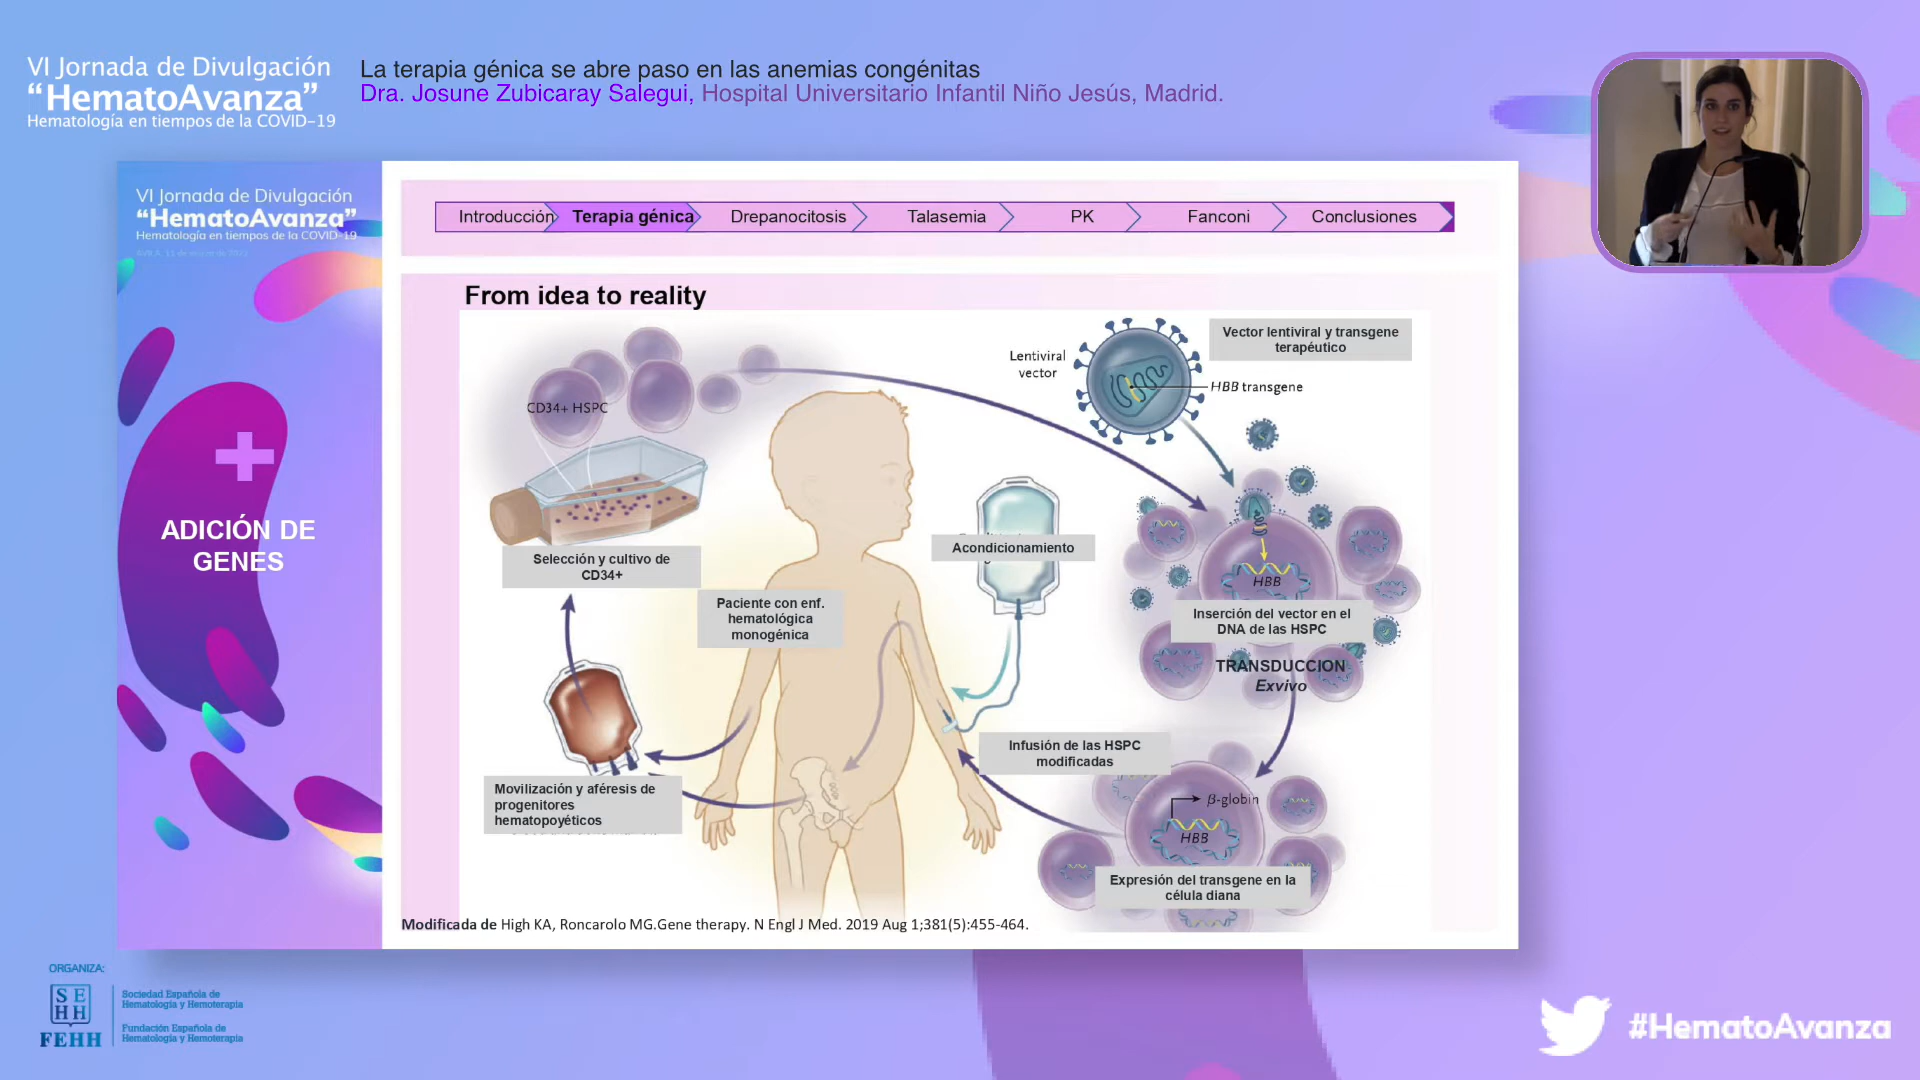 VI Jornada de Divulgación
“HematoAvanza”
Hematología en tiempos de la COVID-19
La terapia génica se abre paso en las anemias congénitas
Dra. Josune Zubicaray Salegui, Hospital Universitario Infantil Niño Jesús, Madrid.
VI Jornada de Divulgación
“HematoAvanza”
Hematología en tiempos de la COVID-19
ADICIÓN DE
GENES
Introducción Terapia génica Drepanocitosis Talasemia PK Fanconi Conclusiones
From idea to reality
Vector lentiviral y transgene
terapéutico
Lentiviral
vector
HBB transgene
CD34+ HSPC
Selección y cultivo de
CD34+
Acondicionamiento
Paciente con enf.
hematológica
monogénica
HBB
Inserción del vector en el
DNA de las HSPC
TRANSDUCCION
Exvivo
Infusión de las HSPC
modificadas
Movilización y aféresis de
progenitores
hematopoyéticos
β-globin
HBB
Expresión del transgene en la
célula diana
Modificada de High KA, Roncarolo MG.Gene therapy. N Engl J Med. 2019 Aug 1;381(5):455-464.
ORGANIZA:
SE
HH
FEHH
Sociedad Española de
Hematología y Hemoterapia
Fundación Española de
Hematología y Hemoterapia
#HematoAvanza